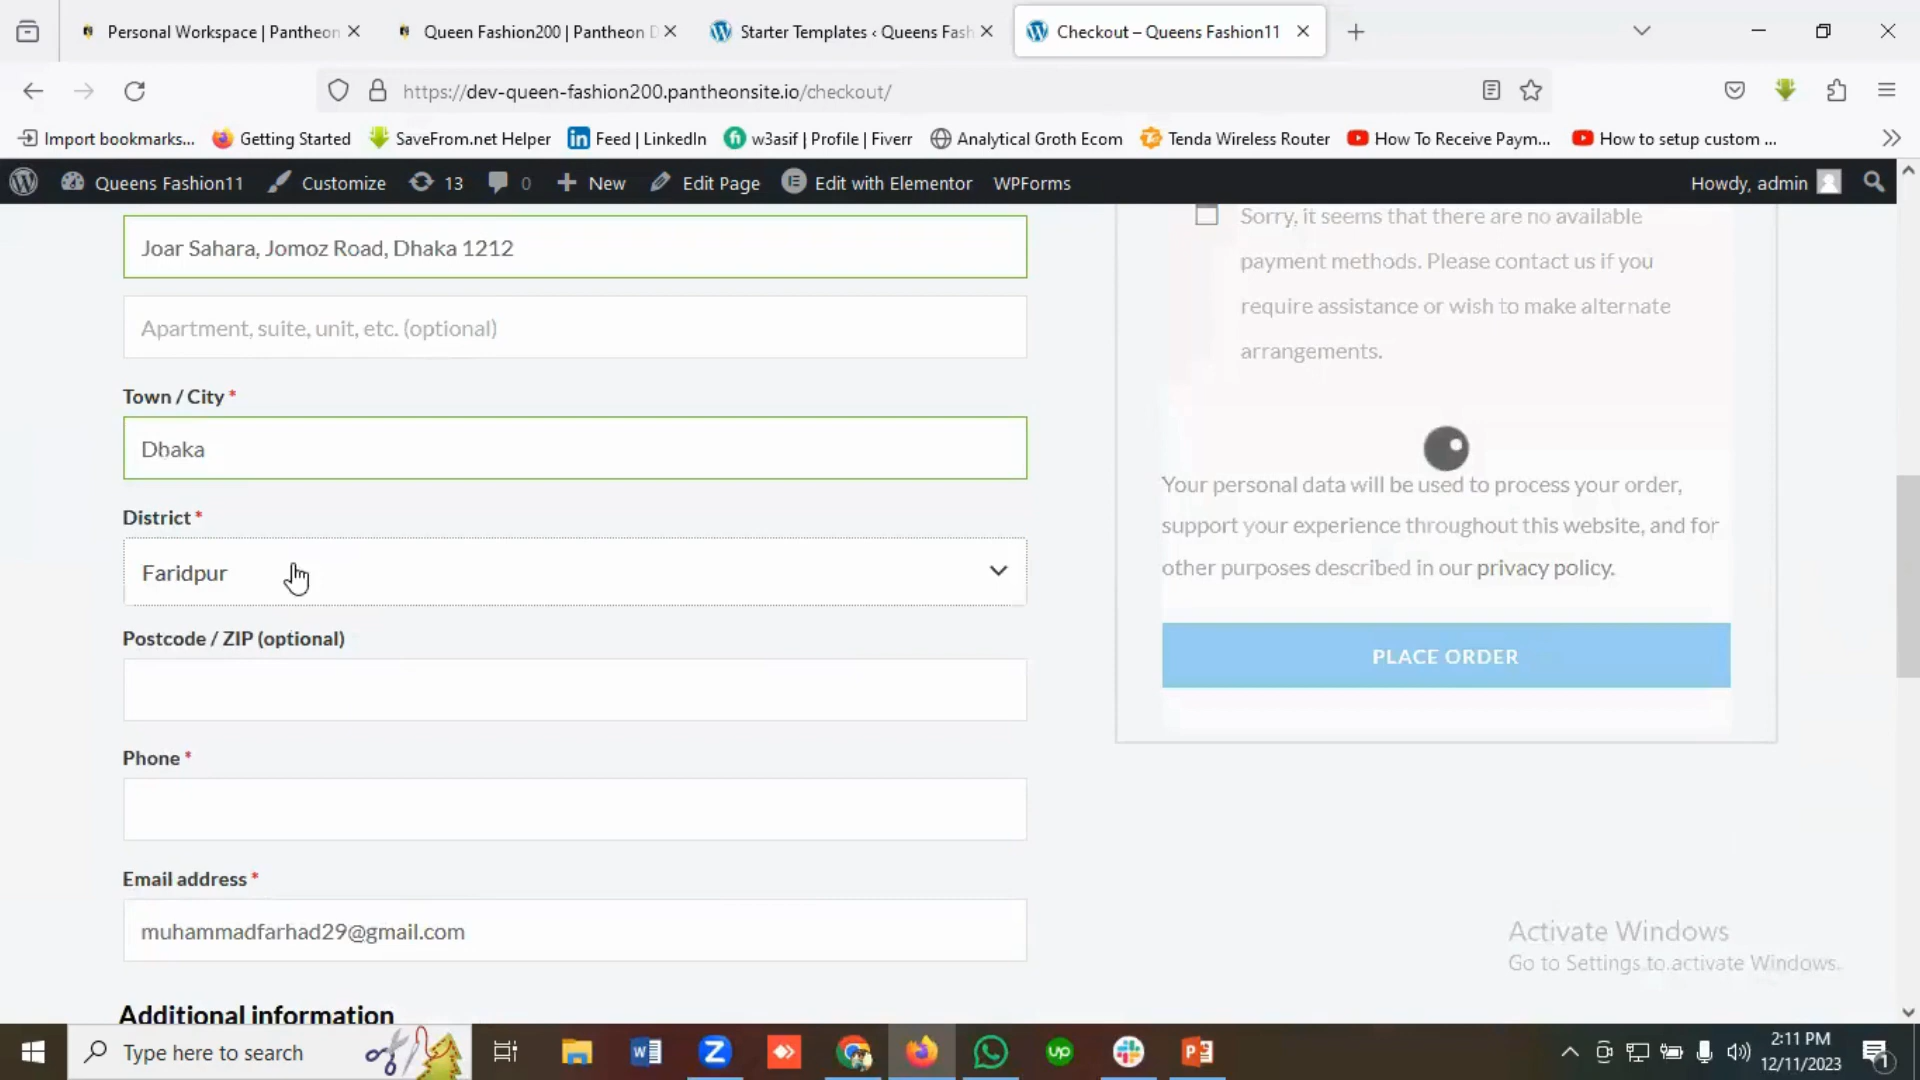 Personal Workspace | Pantheon
Queen Fashion200 | Pantheon D
Starter Templates ‹ Queens Fash
Checkout – Queens Fashion11
https://dev-queen-fashion200.pantheonsite.io/checkout/
Import bookmarks...
Getting Started
SaveFrom.net Helper
Feed | LinkedIn
w3asif | Profile | Fiverr
Analytical Groth Ecom
Tenda Wireless Router
How To Receive Paym...
How to setup custom ...
Queens Fashion11
Customize
13
0
New
Edit Page
Edit with Elementor
WPForms
Howdy, admin
Joar Sahara, Jomoz Road, Dhaka 1212
Apartment, suite, unit, etc. (optional)
Town / City *
Dhaka
District *
Faridpur
Postcode / ZIP (optional)
Phone *
Email address *
muhammadfarhad29@gmail.com
Additional information
Sorry, it seems that there are no available
payment methods. Please contact us if you
require assistance or wish to make alternate
arrangements.
Your personal data will be used to process your order,
support your experience throughout this website, and for
other purposes described in our privacy policy.
PLACE ORDER
Activate Windows
Go to Settings to activate Windows.
Type here to search
2:11 PM
12/11/2023
1